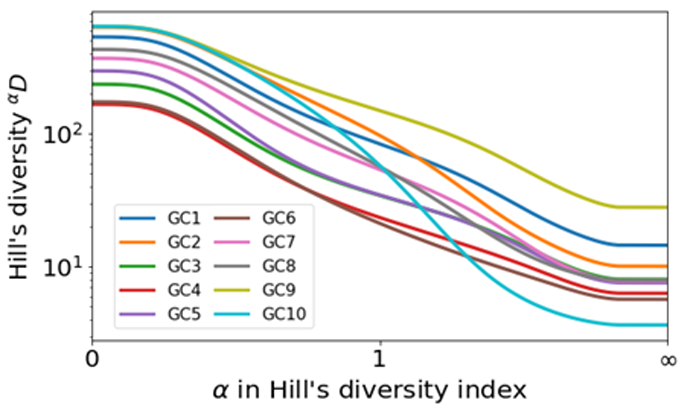 Hill's diversity ᵅD
10²
10¹
GC1 GC6
GC2 GC7
GC3 GC8
GC4 GC9
GC5 GC10
0 1 ∞
α in Hill's diversity index